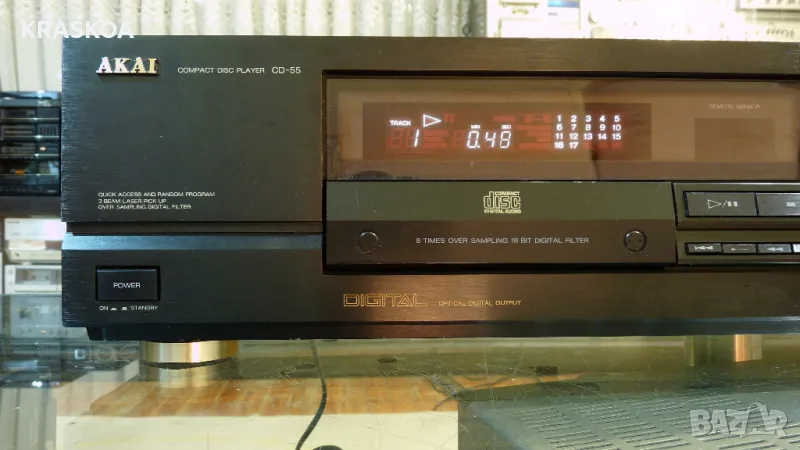 KRASKOA
AKAI
COMPACT DISC PLAYER CD-55
REMOTE SENSOR
TRACK MIN SEC
1 0.48
1 2 3 4 5
6 7 8 9 10
11 12 13 14 15
16 17
QUICK ACCESS AND RANDOM PROGRAM
3 BEAM LASER PICK UP
OVER SAMPLING DIGITAL FILTER
COMPACT
disc
DIGITAL AUDIO
8 TIMES OVER SAMPLING 18 BIT DIGITAL FILTER
POWER
ON STANDBY
DIGITAL OPTICAL DIGITAL OUTPUT
BAZAR